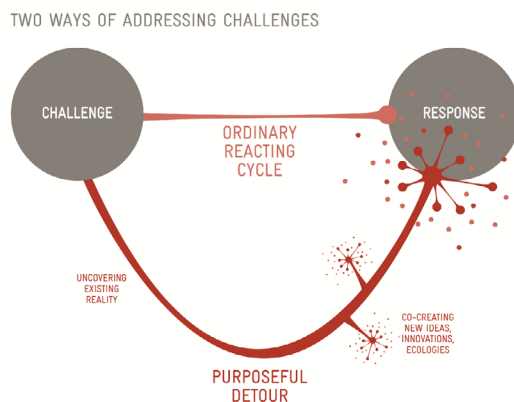 TWO WAYS OF ADDRESSING CHALLENGES
CHALLENGE
RESPONSE
ORDINARY
REACTING
CYCLE
UNCOVERING
EXISTING
REALITY
CO-CREATING
NEW IDEAS,
INNOVATIONS,
ECOLOGIES
PURPOSEFUL
DETOUR